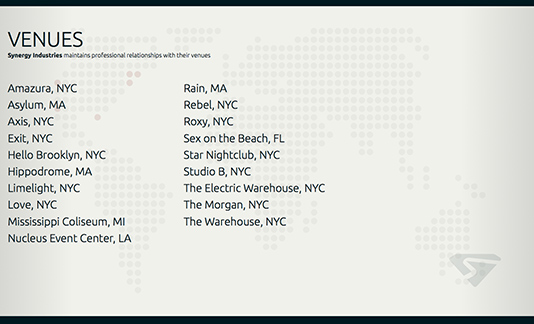 VENUES
Synergy Industries maintains professional relationships with their venues
Amazura, NYC
Asylum, MA
Axis, NYC
Exit, NYC
Hello Brooklyn, NYC
Hippodrome, MA
Limelight, NYC
Love, NYC
Mississippi Coliseum, MI
Nucleus Event Center, LA
Rain, MA
Rebel, NYC
Roxy, NYC
Sex on the Beach, FL
Star Nightclub, NYC
Studio B, NYC
The Electric Warehouse, NYC
The Morgan, NYC
The Warehouse, NYC